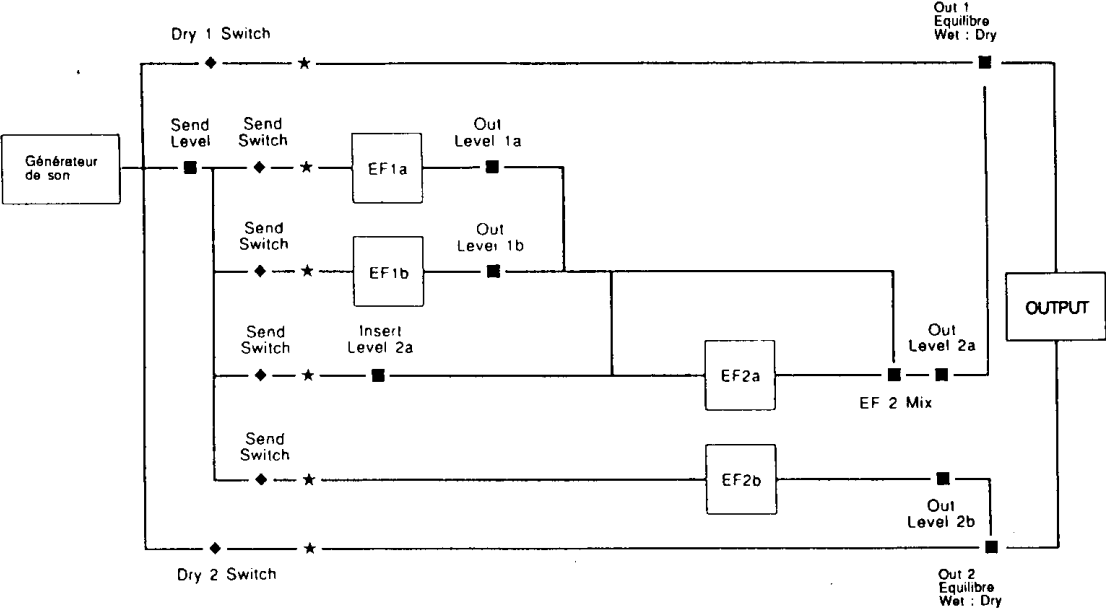 Out 1
Equilibre
Wet : Dry
Dry 1 Switch
Send
Level
Send
Switch
Out
Level 1a
Générateur
de son
EF1a
Send
Switch
Out
Level 1b
EF1b
OUTPUT
Send
Switch
Insert
Level 2a
Out
Level 2a
EF2a
EF 2 Mix
Send
Switch
EF2b
Out
Level 2b
Dry 2 Switch
Out 2
Equilibre
Wet : Dry